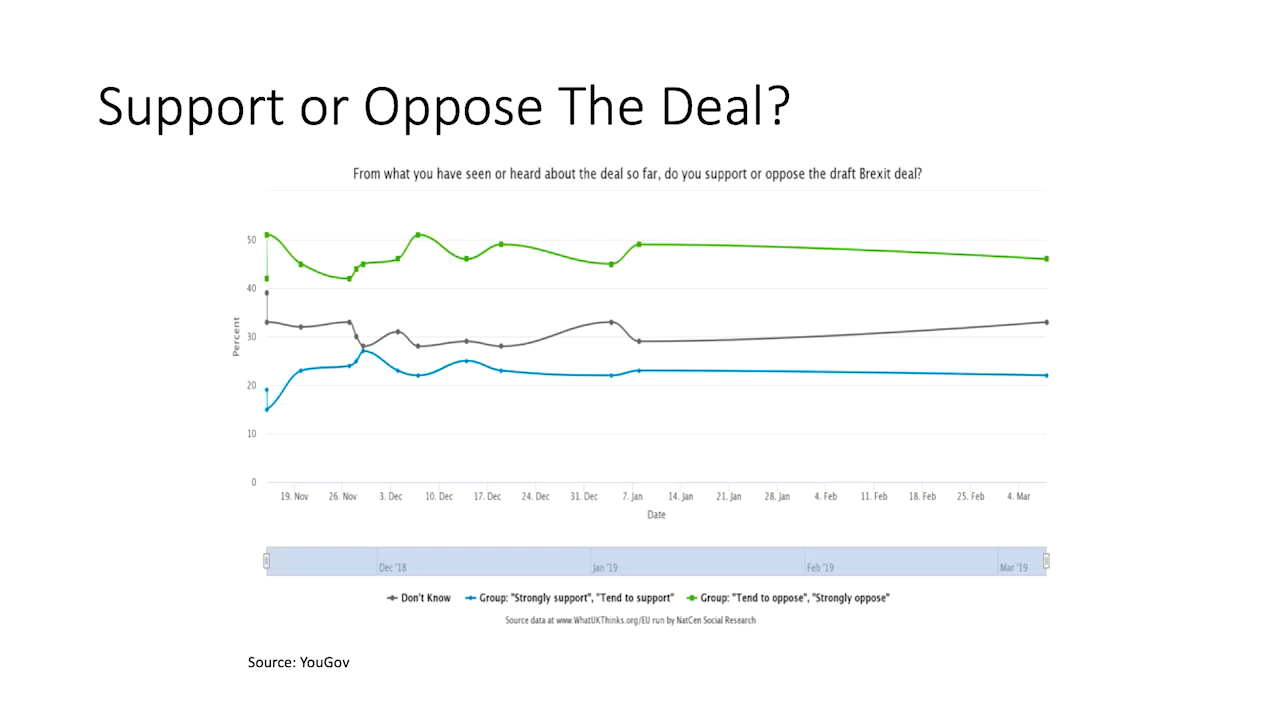 Support or Oppose The Deal?
From what you have seen or heard about the deal so far, do you support or oppose the draft Brexit deal?
50
40
30
20
10
0
Percent
19. Nov 26. Nov 3. Dec 10. Dec 17. Dec 24. Dec 31. Dec 7. Jan 14. Jan 21. Jan 28. Jan 4. Feb 11. Feb 18. Feb 25. Feb 4. Mar
Date
Dec '18 Jan '19 Feb '19 Mar '19
Don't Know Group: "Strongly support", "Tend to support" Group: "Tend to oppose", "Strongly oppose"
Source data at www.WhatUKThinks.org/EU run by NatCen Social Research
Source: YouGov